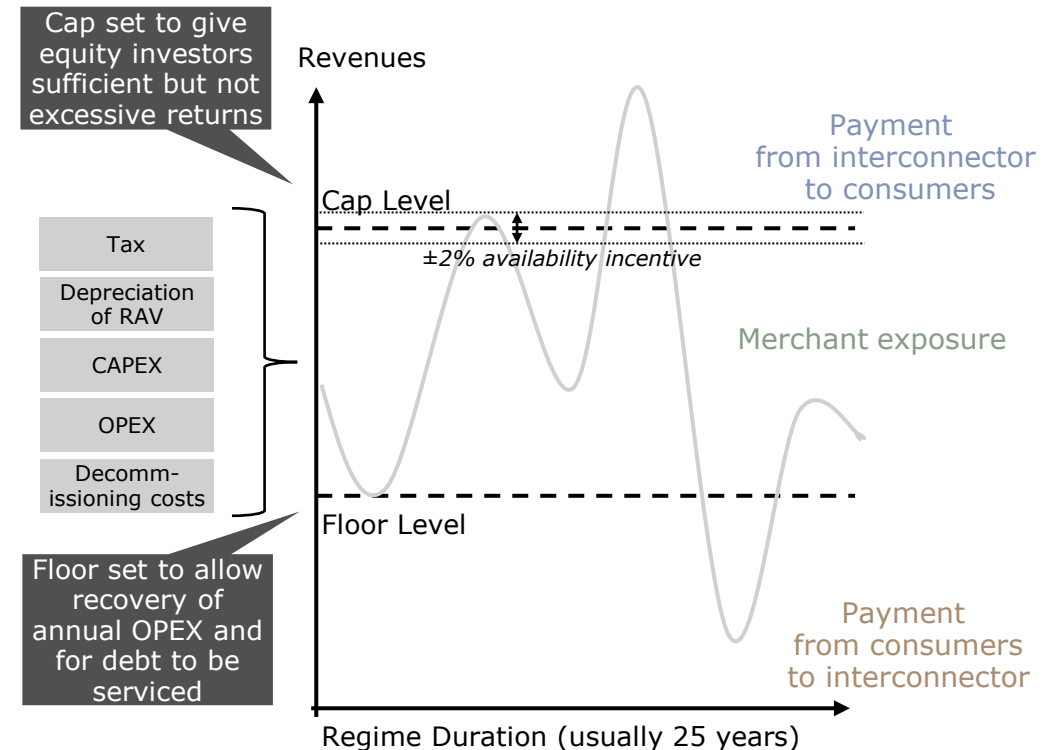 Cap set to give
equity investors
sufficient but not
excessive returns
Revenues
Payment
from interconnector
to consumers
Cap Level
±2% availability incentive
Tax
Depreciation
of RAV
CAPEX
OPEX
Decomm-
issioning costs
Merchant exposure
Floor Level
Floor set to allow
recovery of
annual OPEX and
for debt to be
serviced
Payment
from consumers
to interconnector
Regime Duration (usually 25 years)